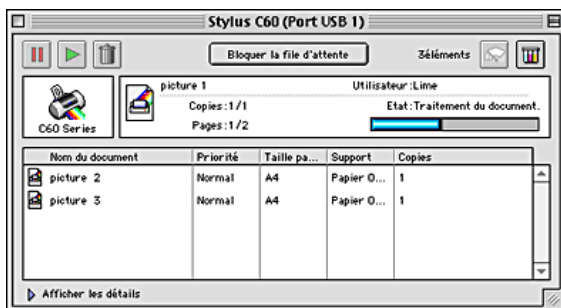 Stylus C60 (Port USB 1)
Bloquer la file d'attente
3éléments
picture 1
Utilisateur :Lime
Copies :1/1
Etat :Traitement du document.
Pages :1/2
C60 Series
Nom du document Priorité Taille pa... Support Copies
picture 2 Normal A4 Papier O... 1
picture 3 Normal A4 Papier O... 1
Afficher les détails